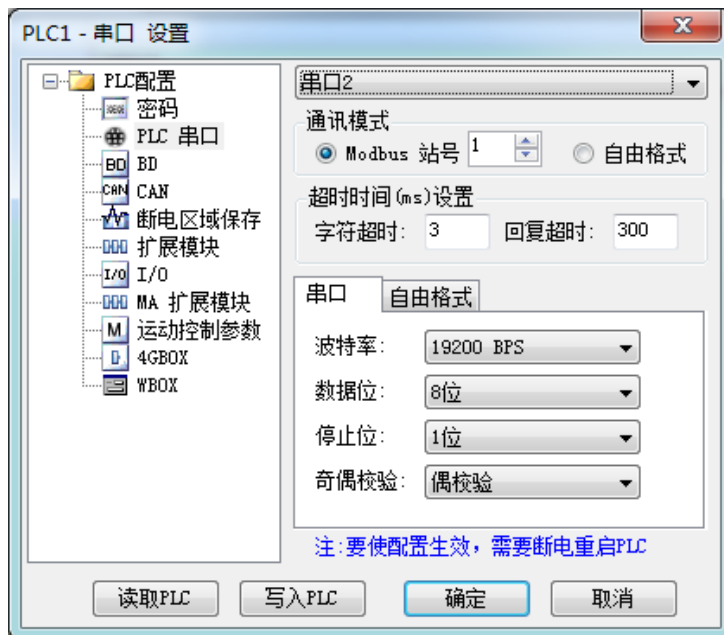 PLC1 - 串口 设置
PLC配置
密码
PLC 串口
BD BD
CAN CAN
断电区域保存
扩展模块
I/O I/O
MA 扩展模块
M 运动控制参数
4GBOX
WBOX
串口2
通讯模式
Modbus 站号 1 自由格式
超时时间(ms)设置
字符超时: 3 回复超时: 300
串口 自由格式
波特率: 19200 BPS
数据位: 8位
停止位: 1位
奇偶校验: 偶校验
注:要使配置生效，需要断电重启PLC
读取PLC 写入PLC 确定 取消